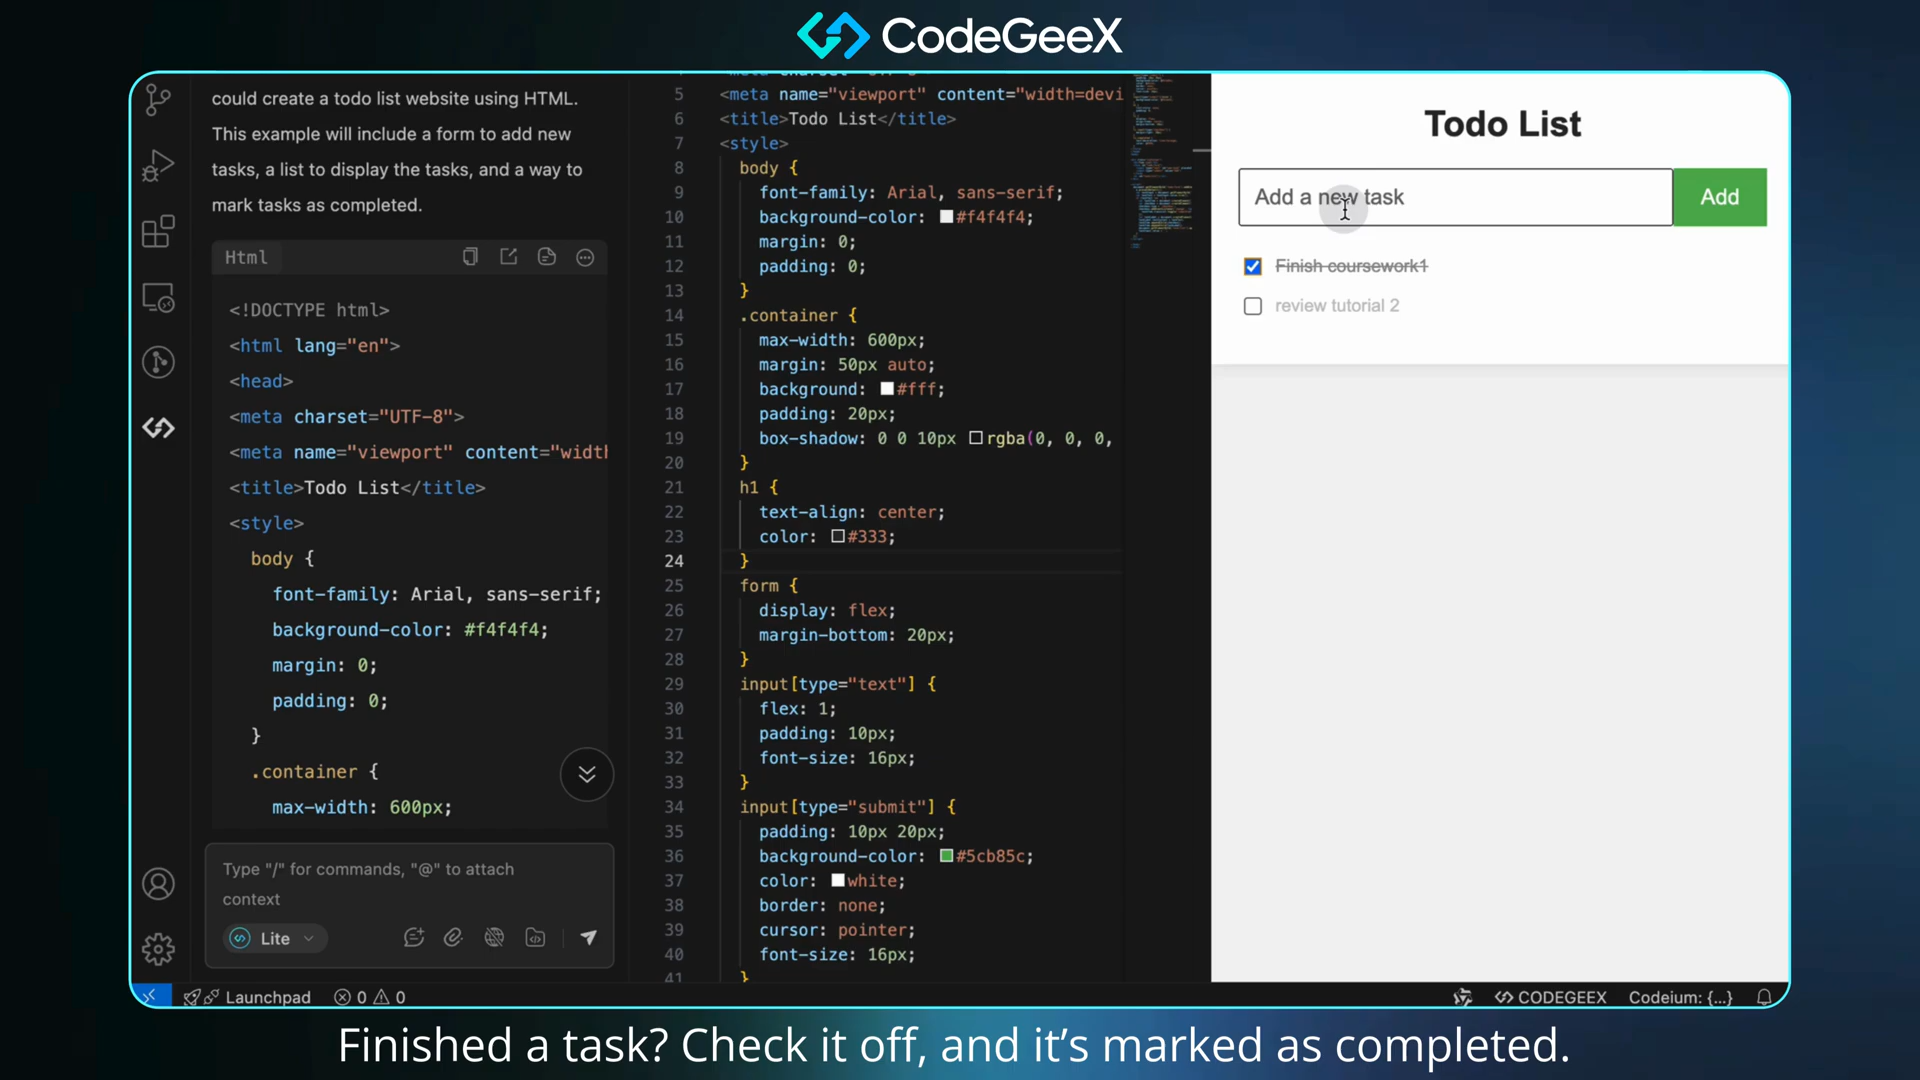 CodeGeeX
could create a todo list website using HTML.
This example will include a form to add new
tasks, a list to display the tasks, and a way to
mark tasks as completed.
Html
<!DOCTYPE html>
<html lang="en">
<head>
<meta charset="UTF-8">
<meta name="viewport" content="widt
<title>Todo List</title>
<style>
body {
font-family: Arial, sans-serif;
background-color: #f4f4f4;
margin: 0;
padding: 0;
}
.container {
max-width: 600px;
Type "/" for commands, "@" to attach
context
Lite
5 <meta name="viewport" content="width=devi
6 <title>Todo List</title>
7 <style>
8 body {
9 font-family: Arial, sans-serif;
10 background-color: #f4f4f4;
11 margin: 0;
12 padding: 0;
13 }
14 .container {
15 max-width: 600px;
16 margin: 50px auto;
17 background: #fff;
18 padding: 20px;
19 box-shadow: 0 0 10px rgba(0, 0, 0,
20 }
21 h1 {
22 text-align: center;
23 color: #333;
24 }
25 form {
26 display: flex;
27 margin-bottom: 20px;
28 }
29 input[type="text"] {
30 flex: 1;
31 padding: 10px;
32 font-size: 16px;
33 }
34 input[type="submit"] {
35 padding: 10px 20px;
36 background-color: #5cb85c;
37 color: white;
38 border: none;
39 cursor: pointer;
40 font-size: 16px;
41 }
Todo List
Add a new task
Add
Finish coursework1
review tutorial 2
Launchpad 0 0
CODEGEEX Codeium: {...}
Finished a task? Check it off, and it's marked as completed.